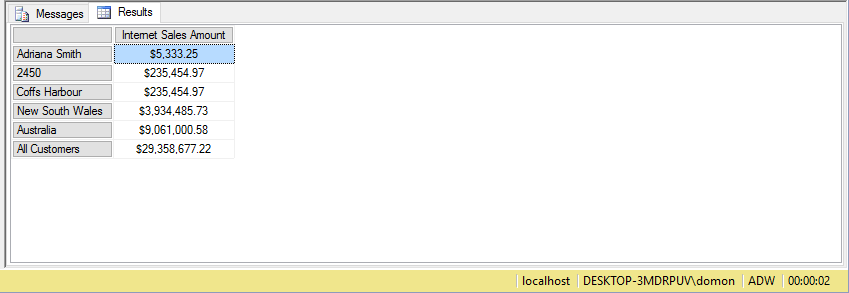 Messages Results
Internet Sales Amount
Adriana Smith $5,333.25
2450 $235,454.97
Coffs Harbour $235,454.97
New South Wales $3,934,485.73
Australia $9,061,000.58
All Customers $29,358,677.22
localhost DESKTOP-3MDRPUV\domon ADW 00:00:02